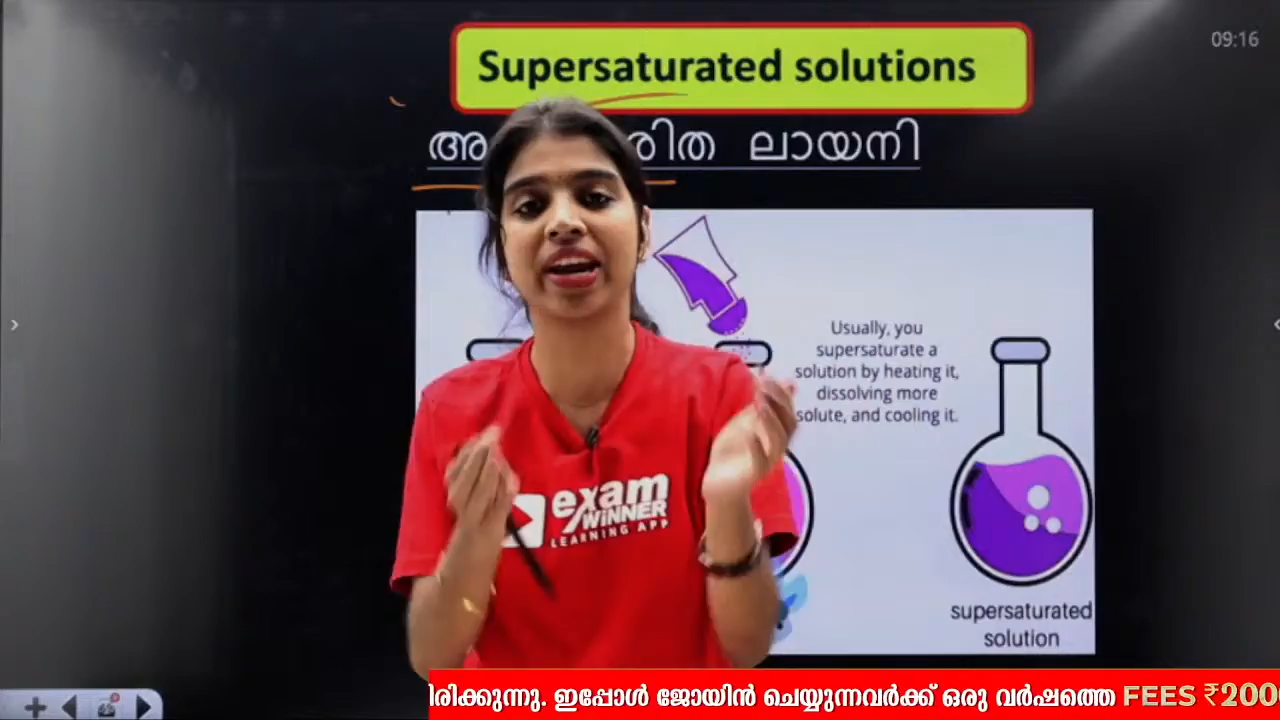 Supersaturated solutions
09:16
ലായനി
Usually, you
supersaturate a
solution by heating it,
dissolving more
solute, and cooling it.
exam
WINNER
LEARNING APP
supersaturated
solution
ഇപ്പോൾ ജോയിൻ ചെയ്യുന്നവർക്ക് ഒരു വർഷത്തെ FEES